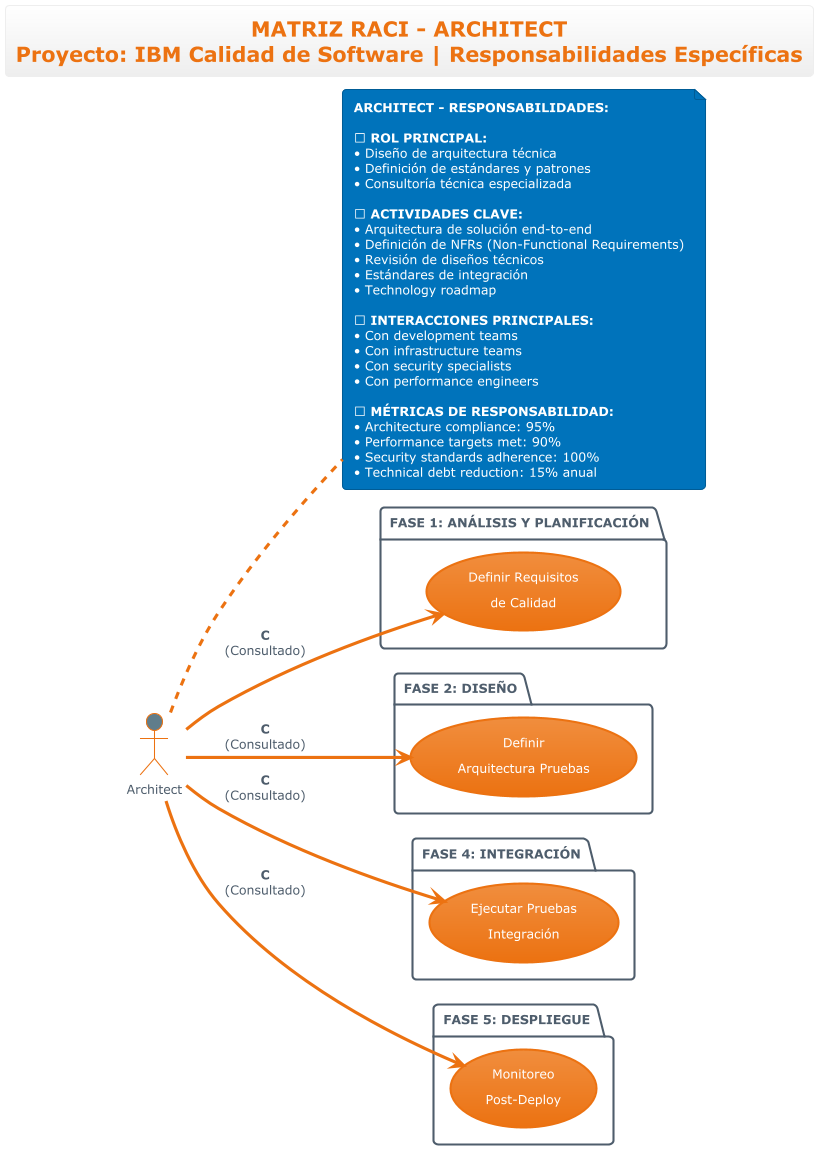 MATRIZ RACI - ARCHITECT
Proyecto: IBM Calidad de Software | Responsabilidades Específicas
ARCHITECT - RESPONSABILIDADES:
☐ ROL PRINCIPAL:
• Diseño de arquitectura técnica
• Definición de estándares y patrones
• Consultoría técnica especializada
☐ ACTIVIDADES CLAVE:
• Arquitectura de solución end-to-end
• Definición de NFRs (Non-Functional Requirements)
• Revisión de diseños técnicos
• Estándares de integración
• Technology roadmap
☐ INTERACCIONES PRINCIPALES:
• Con development teams
• Con infrastructure teams
• Con security specialists
• Con performance engineers
☐ MÉTRICAS DE RESPONSABILIDAD:
• Architecture compliance: 95%
• Performance targets met: 90%
• Security standards adherence: 100%
• Technical debt reduction: 15% anual
FASE 1: ANÁLISIS Y PLANIFICACIÓN
Definir Requisitos
de Calidad
C
(Consultado)
FASE 2: DISEÑO
Definir
Arquitectura Pruebas
C
(Consultado)
Architect
C
(Consultado)
FASE 4: INTEGRACIÓN
Ejecutar Pruebas
Integración
C
(Consultado)
FASE 5: DESPLIEGUE
Monitoreo
Post-Deploy